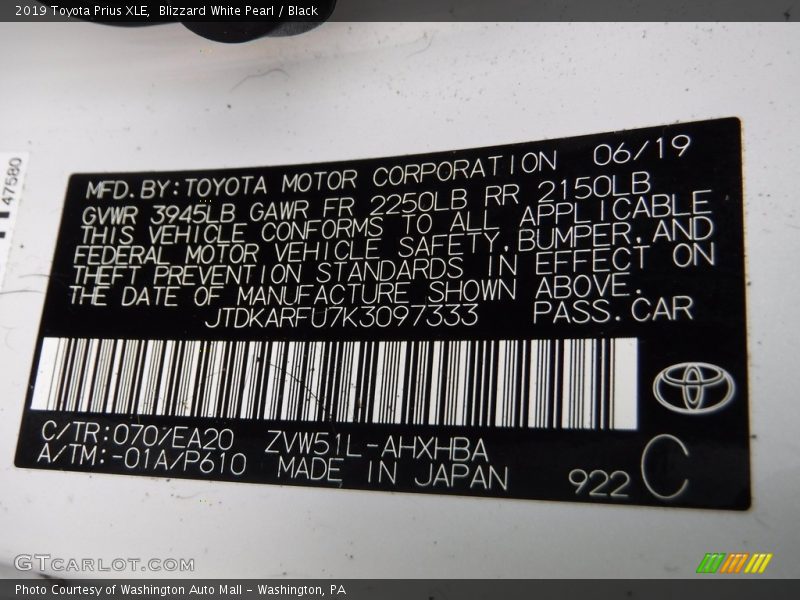 2019 Toyota Prius XLE, Blizzard White Pearl / Black
47580
MFD.BY:TOYOTA MOTOR CORPORATION 06/19
GVWR 3945LB GAWR FR 2250LB RR 2150LB
THIS VEHICLE CONFORMS TO ALL APPLICABLE
FEDERAL MOTOR VEHICLE SAFETY,BUMPER,AND
THEFT PREVENTION STANDARDS IN EFFECT ON
THE DATE OF MANUFACTURE SHOWN ABOVE.
JTDKARFU7K3097333 PASS.CAR
C/TR:070/EA20 ZVW51L-AHXHBA
A/TM:-01A/P610 MADE IN JAPAN 922 C
GTCARLOT.COM
Photo Courtesy of Washington Auto Mall - Washington, PA